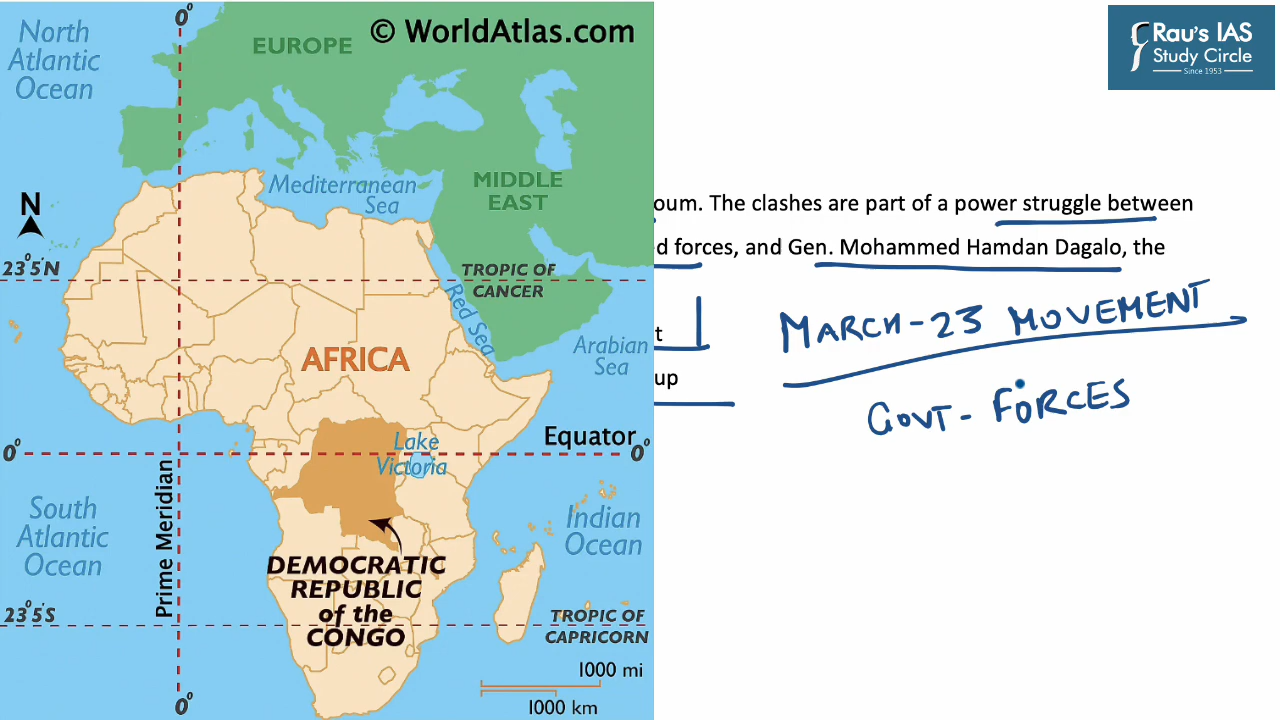 0°
North
Atlantic
Ocean
© WorldAtlas.com
EUROPE
Mediterranean
Sea
MIDDLE
EAST
N
23°5'N
TROPIC OF
CANCER
Red Sea
Arabian
Sea
AFRICA
Lake
Victoria
Equator
0°
0°
South
Atlantic
Ocean
Prime Meridian
Indian
Ocean
DEMOCRATIC
REPUBLIC
of the
CONGO
23°5'S
TROPIC OF
CAPRICORN
1000 mi
1000 km
0°
Rau's IAS
Study Circle
Since 1953
oum. The clashes are part of a power struggle between
d forces, and Gen. Mohammed Hamdan Dagalo, the
t
up
MARCH-23 MOVEMENT
GOVT- FORCES